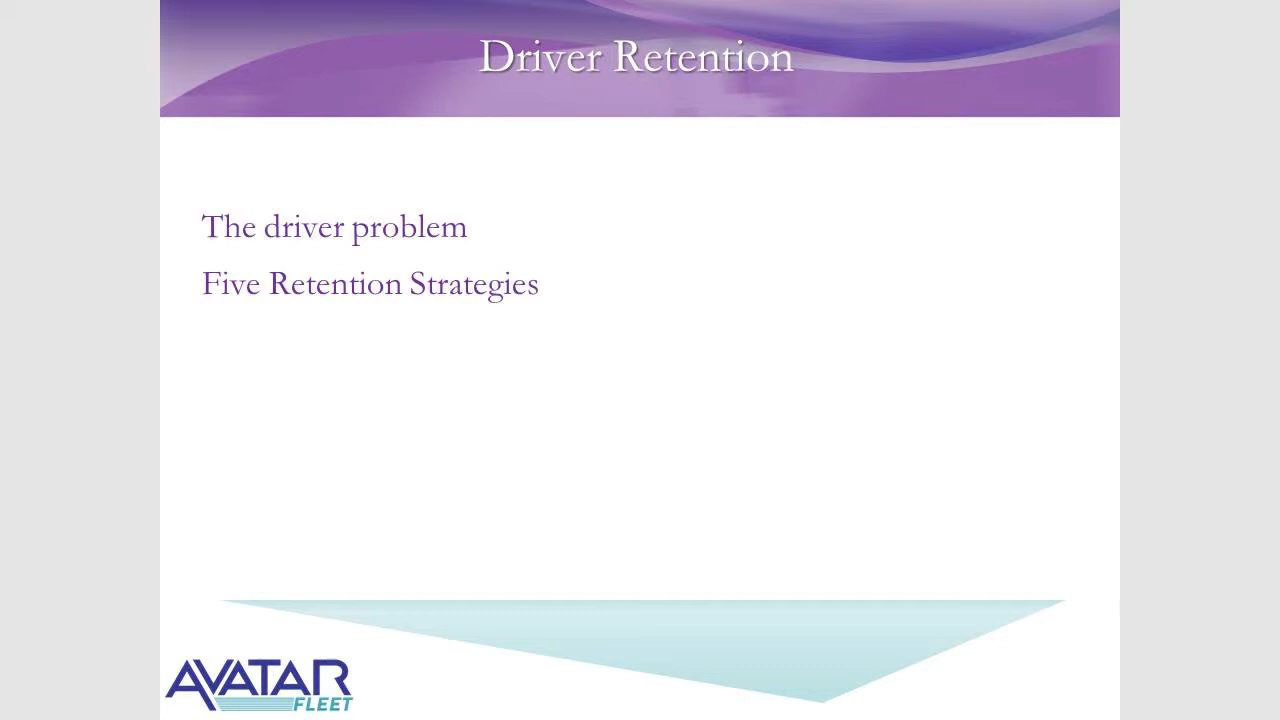 Driver Retention
The driver problem
Five Retention Strategies
AVATAR
FLEET